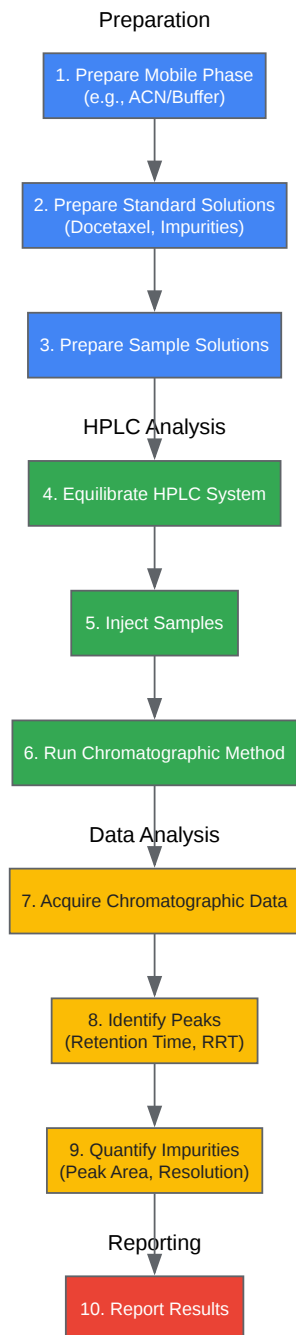 Preparation
1. Prepare Mobile Phase
(e.g., ACN/Buffer)
2. Prepare Standard Solutions
(Docetaxel, Impurities)
3. Prepare Sample Solutions
HPLC Analysis
4. Equilibrate HPLC System
5. Inject Samples
6. Run Chromatographic Method
Data Analysis
7. Acquire Chromatographic Data
8. Identify Peaks
(Retention Time, RRT)
9. Quantify Impurities
(Peak Area, Resolution)
Reporting
10. Report Results